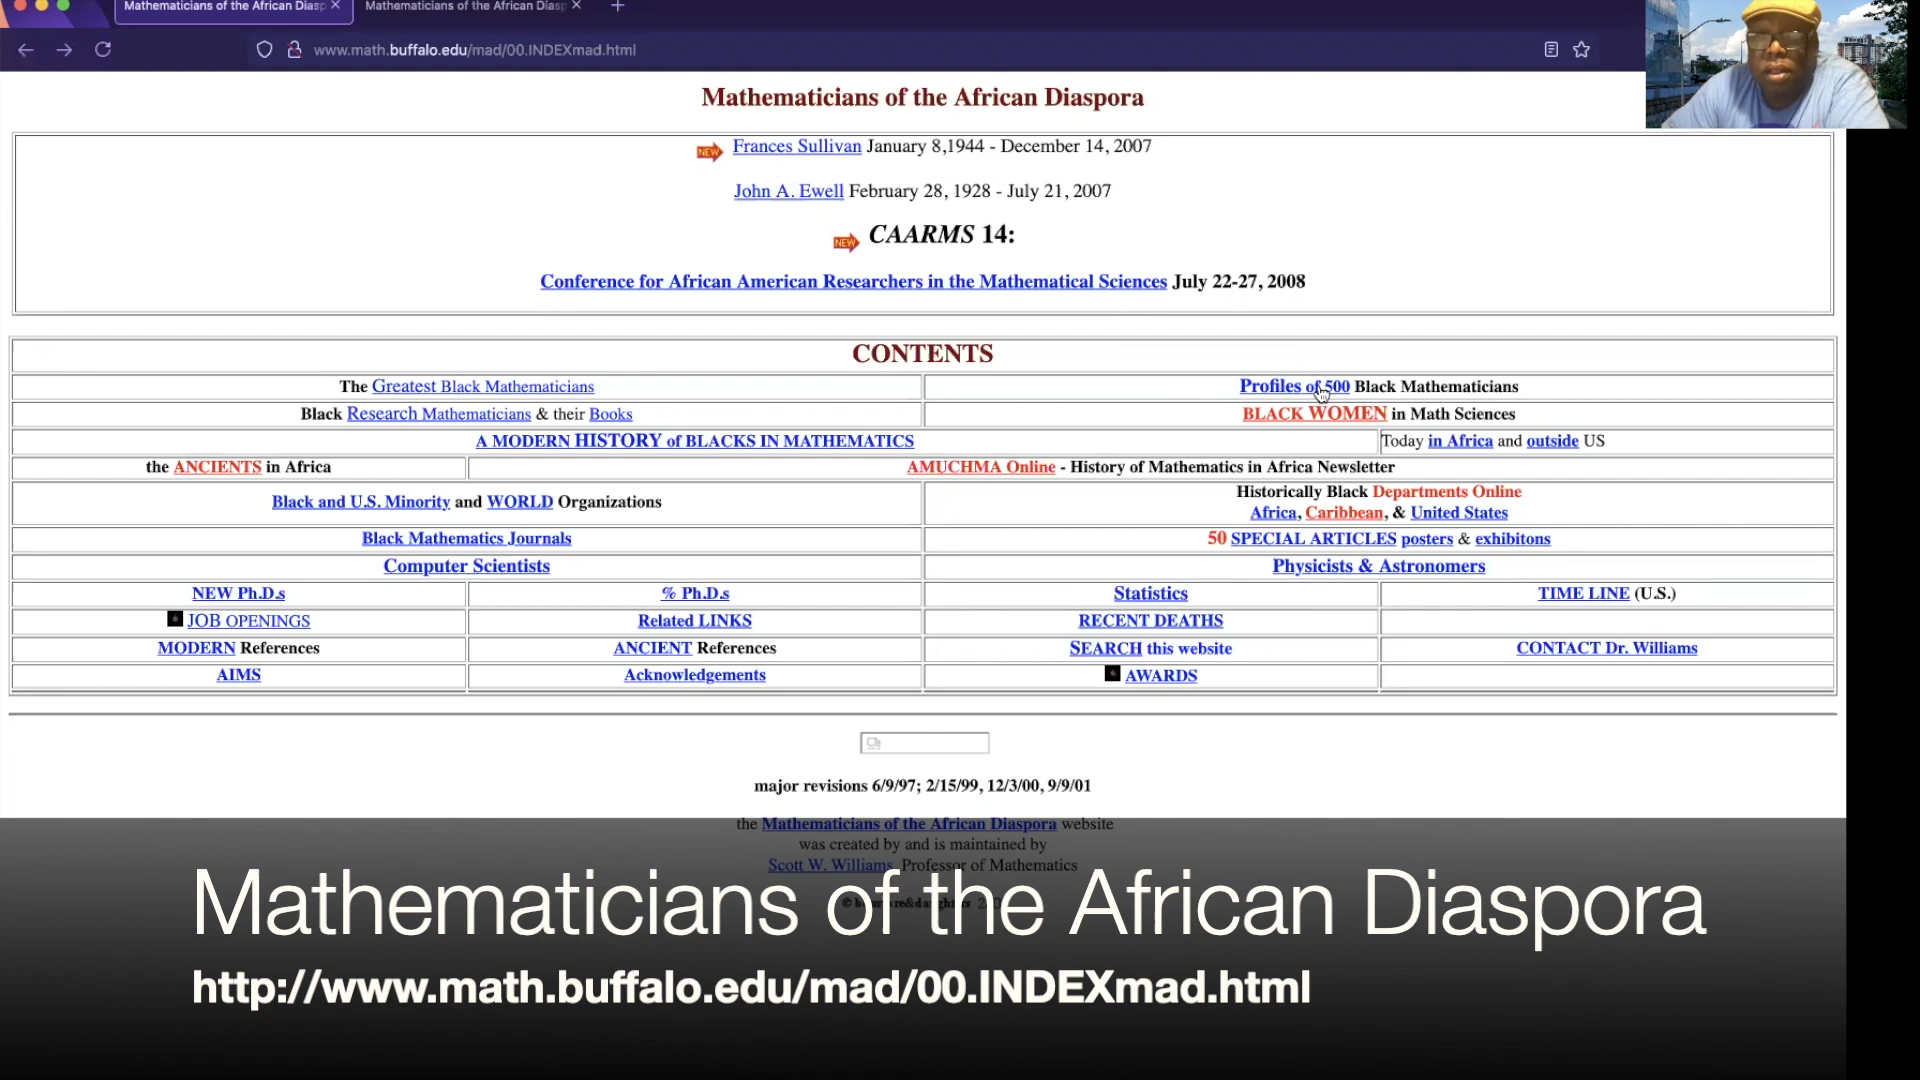 Mathematicians of the African Diasp
Mathematicians of the African Diasp
www.math.buffalo.edu/mad/00.INDEXmad.html
Mathematicians of the African Diaspora
NEW Frances Sullivan January 8,1944 - December 14, 2007
John A. Ewell February 28, 1928 - July 21, 2007
NEW CAARMS 14:
Conference for African American Researchers in the Mathematical Sciences July 22-27, 2008
CONTENTS
The Greatest Black Mathematicians
Profiles of 500 Black Mathematicians
Black Research Mathematicians & their Books
BLACK WOMEN in Math Sciences
A MODERN HISTORY of BLACKS IN MATHEMATICS
Today in Africa and outside US
the ANCIENTS in Africa
AMUCHMA Online - History of Mathematics in Africa Newsletter
Black and U.S. Minority and WORLD Organizations
Historically Black Departments Online
Africa, Caribbean, & United States
Black Mathematics Journals
50 SPECIAL ARTICLES posters & exhibitons
Computer Scientists
Physicists & Astronomers
NEW Ph.D.s
% Ph.D.s
Statistics
TIME LINE (U.S.)
JOB OPENINGS
Related LINKS
RECENT DEATHS
MODERN References
ANCIENT References
SEARCH this website
CONTACT Dr. Williams
AIMS
Acknowledgements
AWARDS
major revisions 6/9/97; 2/15/99, 12/3/00, 9/9/01
the Mathematicians of the African Diaspora website
was created by and is maintained by
Scott W. Williams, Professor of Mathematics
Mathematicians of the African Diaspora
http://www.math.buffalo.edu/mad/00.INDEXmad.html